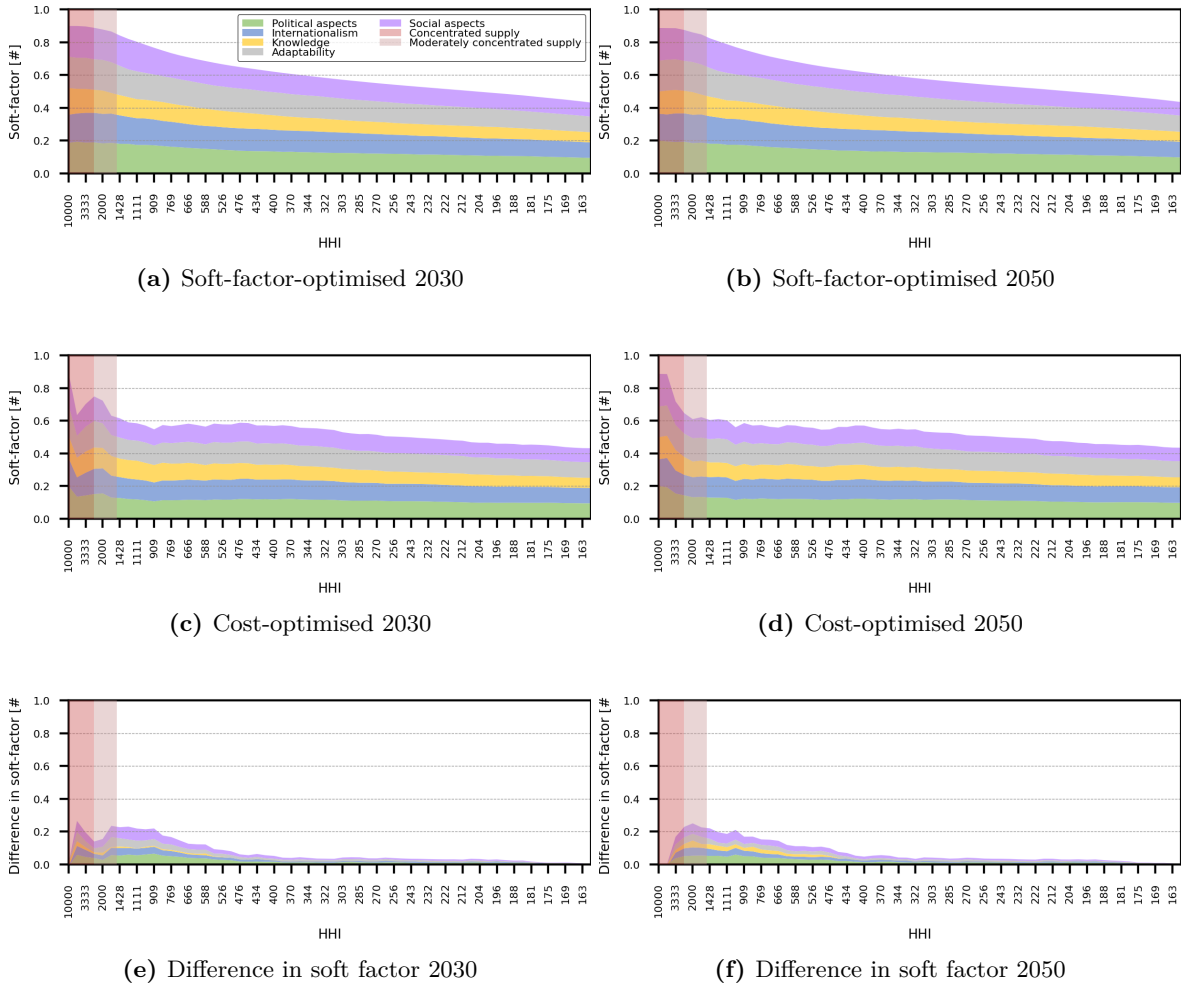 1.0
0.8
0.6
0.4
0.2
0.0
Soft-factor [#]
Political aspects
Internationalism
Knowledge
Adaptability
Social aspects
Concentrated supply
Moderately concentrated supply
10000 3333 2000 1428 1111 909 769 666 588 526 476 434 400 370 344 322 303 285 270 256 243 232 222 212 204 196 188 181 175 169 163
HHI
(a) Soft-factor-optimised 2030
1.0
0.8
0.6
0.4
0.2
0.0
Soft-factor [#]
10000 3333 2000 1428 1111 909 769 666 588 526 476 434 400 370 344 322 303 285 270 256 243 232 222 212 204 196 188 181 175 169 163
HHI
(b) Soft-factor-optimised 2050
1.0
0.8
0.6
0.4
0.2
0.0
Soft-factor [#]
10000 3333 2000 1428 1111 909 769 666 588 526 476 434 400 370 344 322 303 285 270 256 243 232 222 212 204 196 188 181 175 169 163
HHI
(c) Cost-optimised 2030
1.0
0.8
0.6
0.4
0.2
0.0
Soft-factor [#]
10000 3333 2000 1428 1111 909 769 666 588 526 476 434 400 370 344 322 303 285 270 256 243 232 222 212 204 196 188 181 175 169 163
HHI
(d) Cost-optimised 2050
1.0
0.8
0.6
0.4
0.2
0.0
Difference in soft-factor [#
10000 3333 2000 1428 1111 909 769 666 588 526 476 434 400 370 344 322 303 285 270 256 243 232 222 212 204 196 188 181 175 169 163
HHI
(e) Difference in soft factor 2030
1.0
0.8
0.6
0.4
0.2
0.0
Difference in soft-factor [#
10000 3333 2000 1428 1111 909 769 666 588 526 476 434 400 370 344 322 303 285 270 256 243 232 222 212 204 196 188 181 175 169 163
HHI
(f) Difference in soft factor 2050